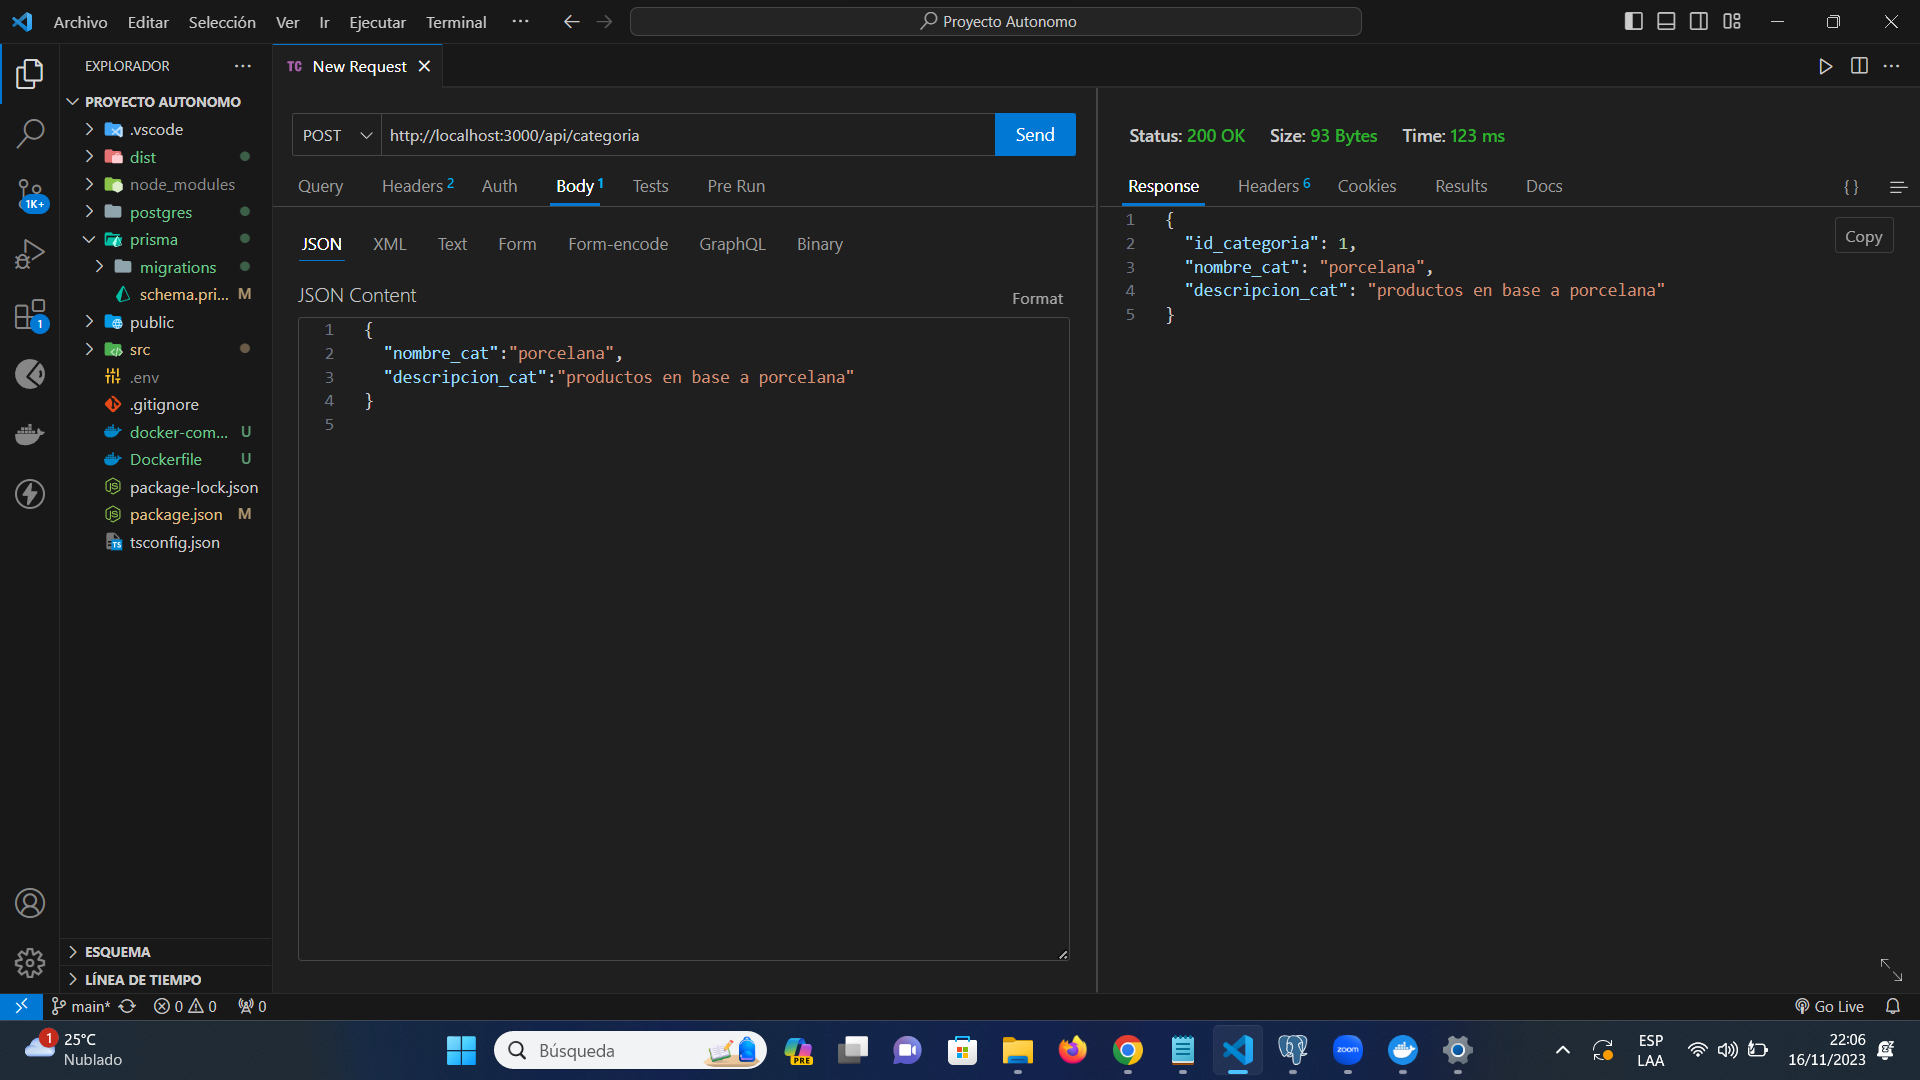 Archivo Editar Selección Ver Ir Ejecutar Terminal ··· Proyecto Autonomo
EXPLORADOR ···
PROYECTO AUTONOMO
.vscode
dist
node_modules
postgres
prisma
migrations
schema.pri... M
public
src
.env
.gitignore
docker-com... U
Dockerfile U
package-lock.json
package.json M
tsconfig.json
ESQUEMA
LÍNEA DE TIEMPO
1K+
1
TC New Request
POST http://localhost:3000/api/categoria Send
Query Headers 2 Auth Body 1 Tests Pre Run
JSON XML Text Form Form-encode GraphQL Binary
JSON Content Format
1 {
2 "nombre_cat":"porcelana",
3 "descripcion_cat":"productos en base a porcelana"
4 }
5
Status: 200 OK Size: 93 Bytes Time: 123 ms
Response Headers 6 Cookies Results Docs { }
Copy
1 {
2 "id_categoria": 1,
3 "nombre_cat": "porcelana",
4 "descripcion_cat": "productos en base a porcelana"
5 }
main* 0 0 0 Go Live
1 25°C
Nublado
Búsqueda
PRE
zoom
ESP
LAA
22:06
16/11/2023